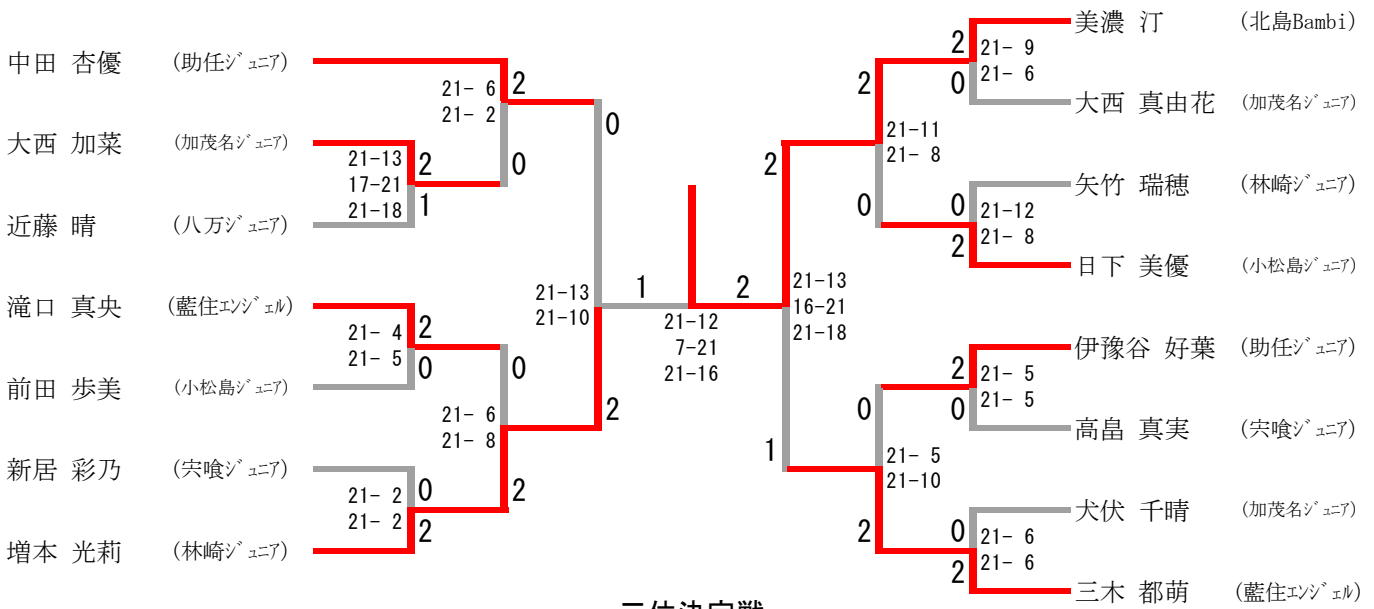 中田 杏優 (助任ジュニア)
大西 加菜 (加茂名ジュニア)
近藤 晴 (八万ジュニア)
滝口 真央 (藍住エンジェル)
前田 歩美 (小松島ジュニア)
新居 彩乃 (宍喰ジュニア)
増本 光莉 (林崎ジュニア)
21- 6 2
21- 2
0
21-13 2
17-21
21-18 1
21- 4 2
21- 5 0
0
21- 6
21- 8
2
21- 2 0
21- 2 2
0
21-13
21-10
2
1 2
21-12
7-21
21-16
2
21-13
16-21
21-18
1
2
21-11
21- 8
0
0
21- 5
21-10
2
2 21- 9
0 21- 6
0 21-12
2 21- 8
2 21- 5
0 21- 5
0 21- 6
2 21- 6
美濃 汀 (北島Bambi)
大西 真由花 (加茂名ジュニア)
矢竹 瑞穂 (林崎ジュニア)
日下 美優 (小松島ジュニア)
伊豫谷 好葉 (助任ジュニア)
高畠 真実 (宍喰ジュニア)
犬伏 千晴 (加茂名ジュニア)
三木 都萌 (藍住エンジェル)